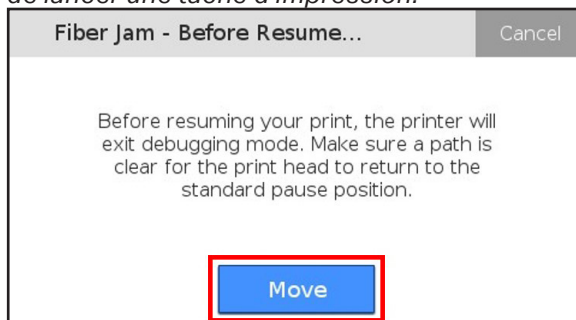 de lancer une tâche d'impression.
Fiber Jam - Before Resume...
Cancel
Before resuming your print, the printer will
exit debugging mode. Make sure a path is
clear for the print head to return to the
standard pause position.
Move